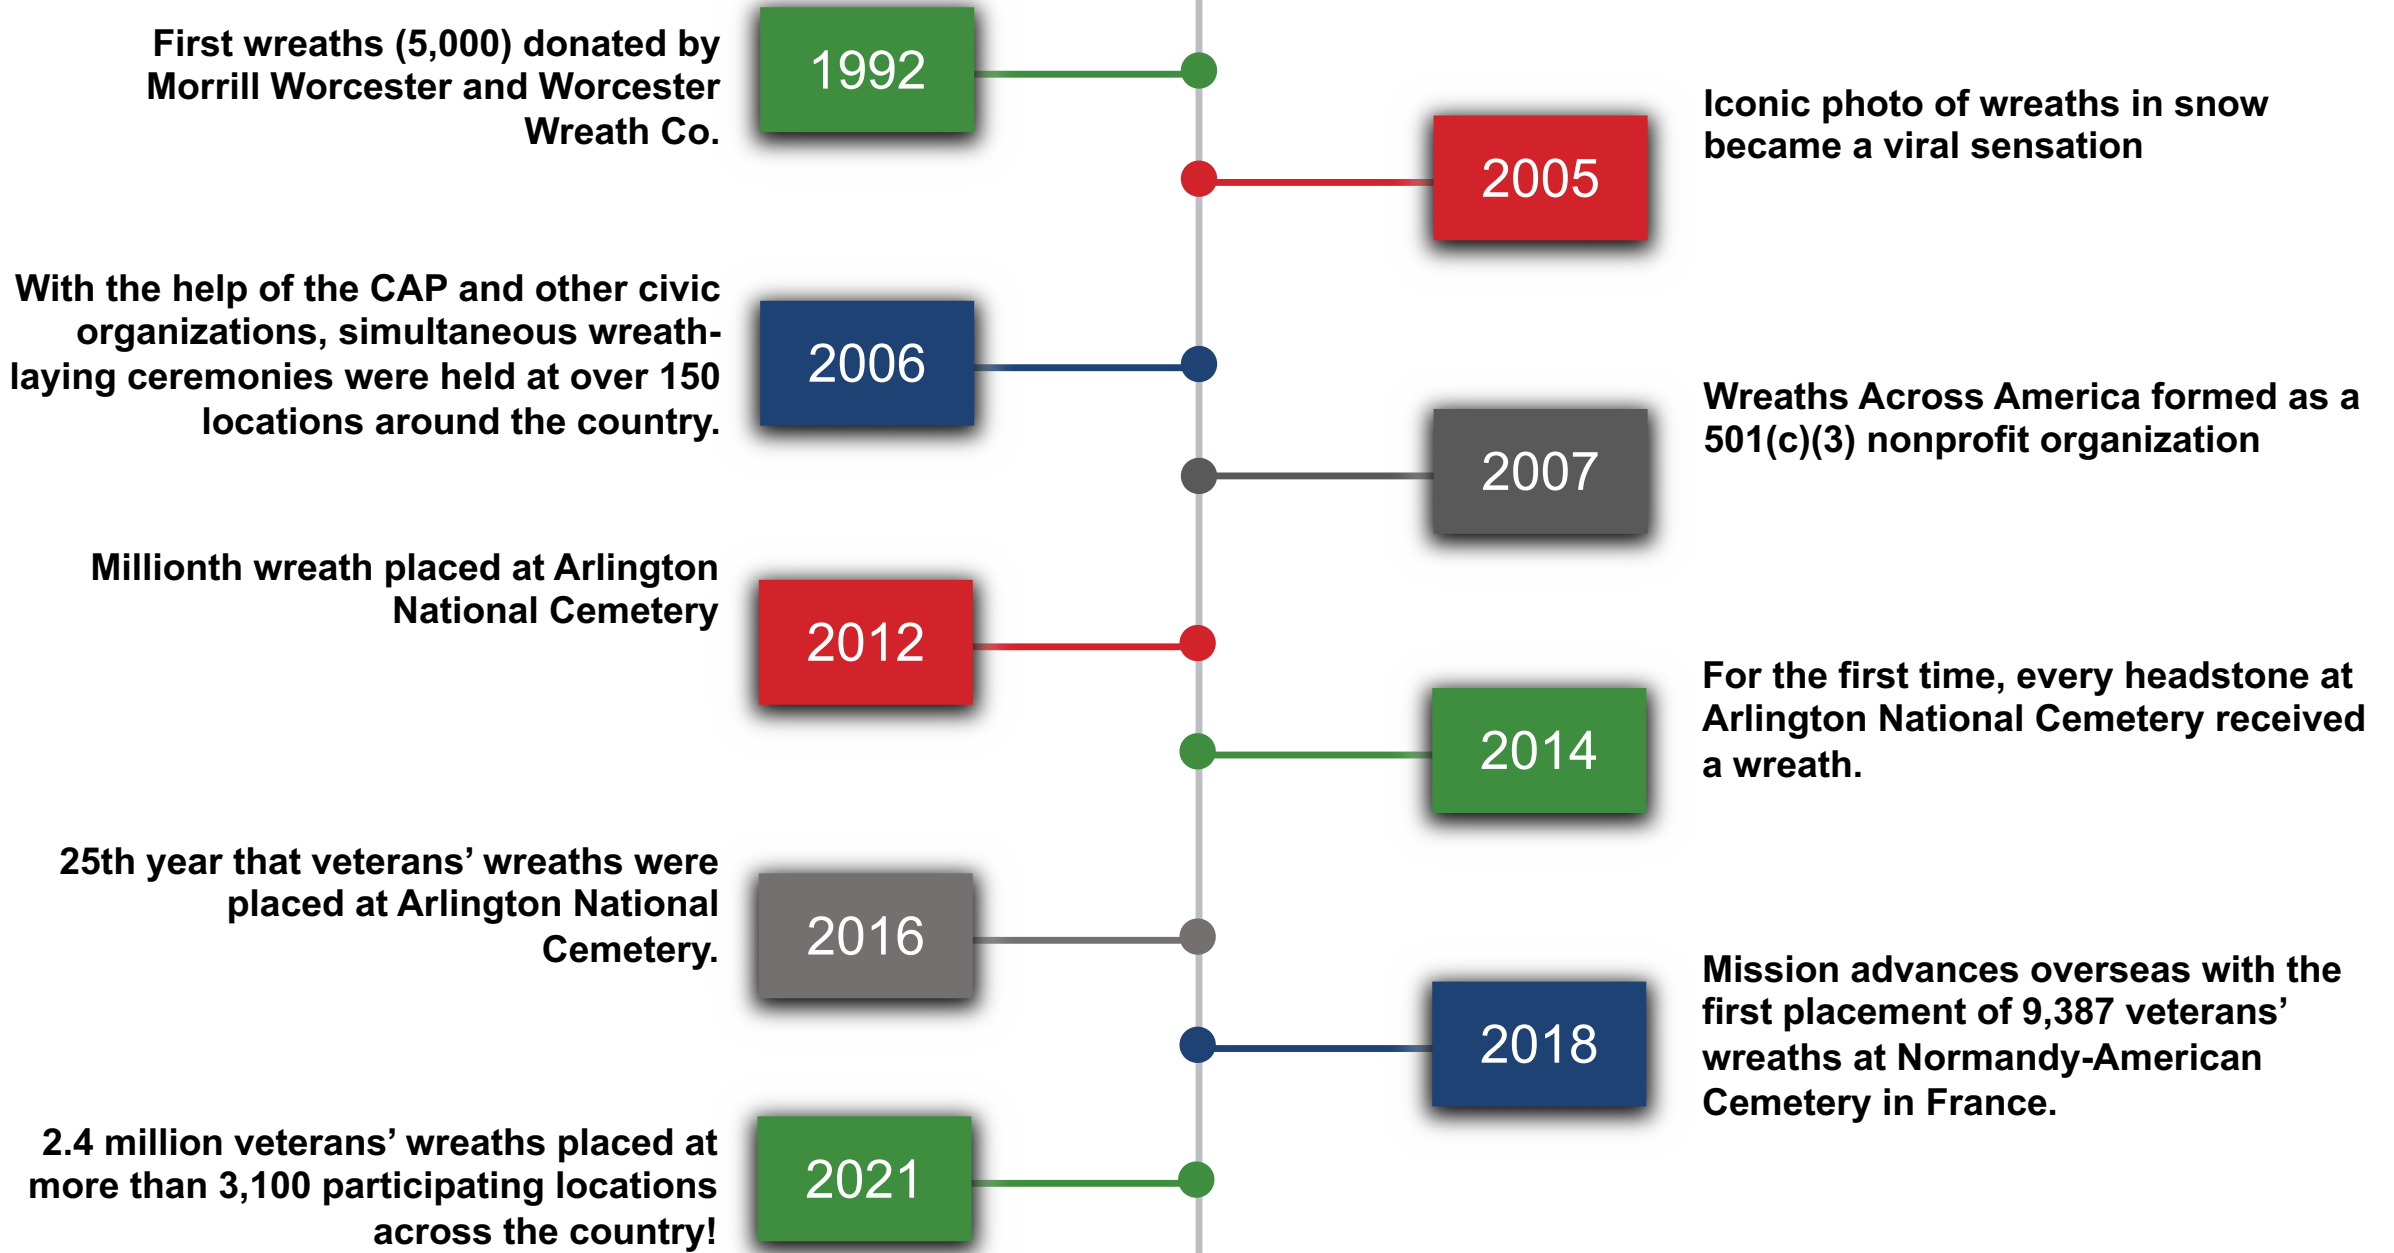 First wreaths (5,000) donated by
Morrill Worcester and Worcester
Wreath Co.
1992
Iconic photo of wreaths in snow
became a viral sensation
2005
With the help of the CAP and other civic
organizations, simultaneous wreath-
laying ceremonies were held at over 150
locations around the country.
2006
Wreaths Across America formed as a
501(c)(3) nonprofit organization
2007
Millionth wreath placed at Arlington
National Cemetery
2012
For the first time, every headstone at
Arlington National Cemetery received
a wreath.
2014
25th year that veterans’ wreaths were
placed at Arlington National
Cemetery.
2016
Mission advances overseas with the
first placement of 9,387 veterans’
wreaths at Normandy-American
Cemetery in France.
2018
2.4 million veterans’ wreaths placed at
more than 3,100 participating locations
across the country!
2021